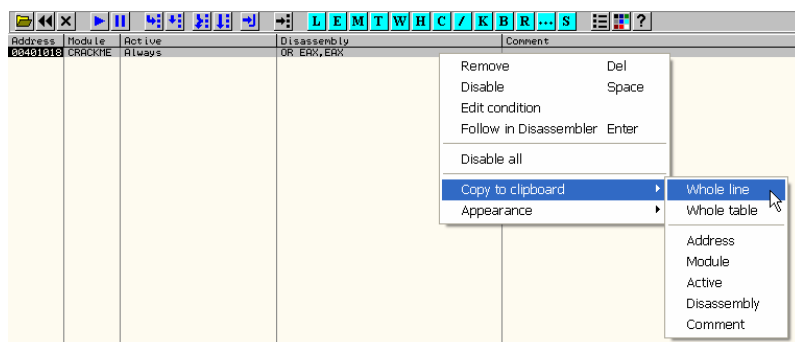 L E M T W H C / K B R ... S ?
Address Module Active Disassembly Comment
00401018 CRACKME Always OR EAX,EAX
Remove Del
Disable Space
Edit condition
Follow in Disassembler Enter
Disable all
Copy to clipboard
Appearance
Whole line
Whole table
Address
Module
Active
Disassembly
Comment